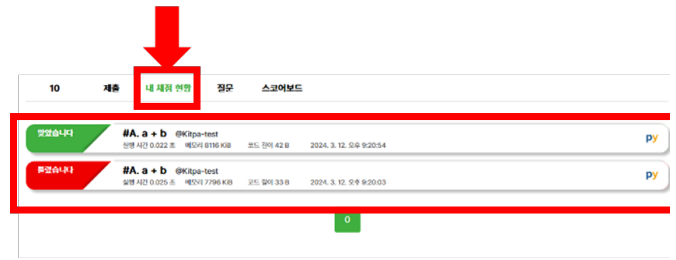 10 제출 내 채점 현황 질문 스코어보드
맞았습니다
#A. a + b @Kitpa-test
실행 시간 0.022 초 메모리 8116 KiB 코드 길이 42 B 2024. 3. 12. 오후 9:20:54
py
틀렸습니다
#A. a + b @Kitpa-test
실행 시간 0.025 초 메모리 7796 KiB 코드 길이 33 B 2024. 3. 12. 오후 9:20:03
py
0